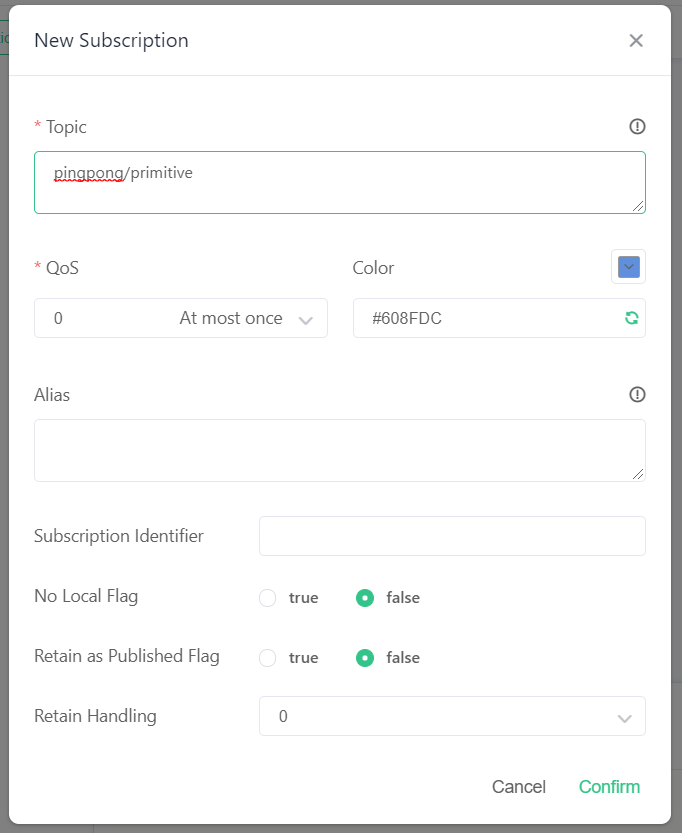 New Subscription
* Topic
pingpong/primitive
* QoS
Color
0 At most once
#608FDC
Alias
Subscription Identifier
No Local Flag
true
false
Retain as Published Flag
true
false
Retain Handling
0
Cancel
Confirm